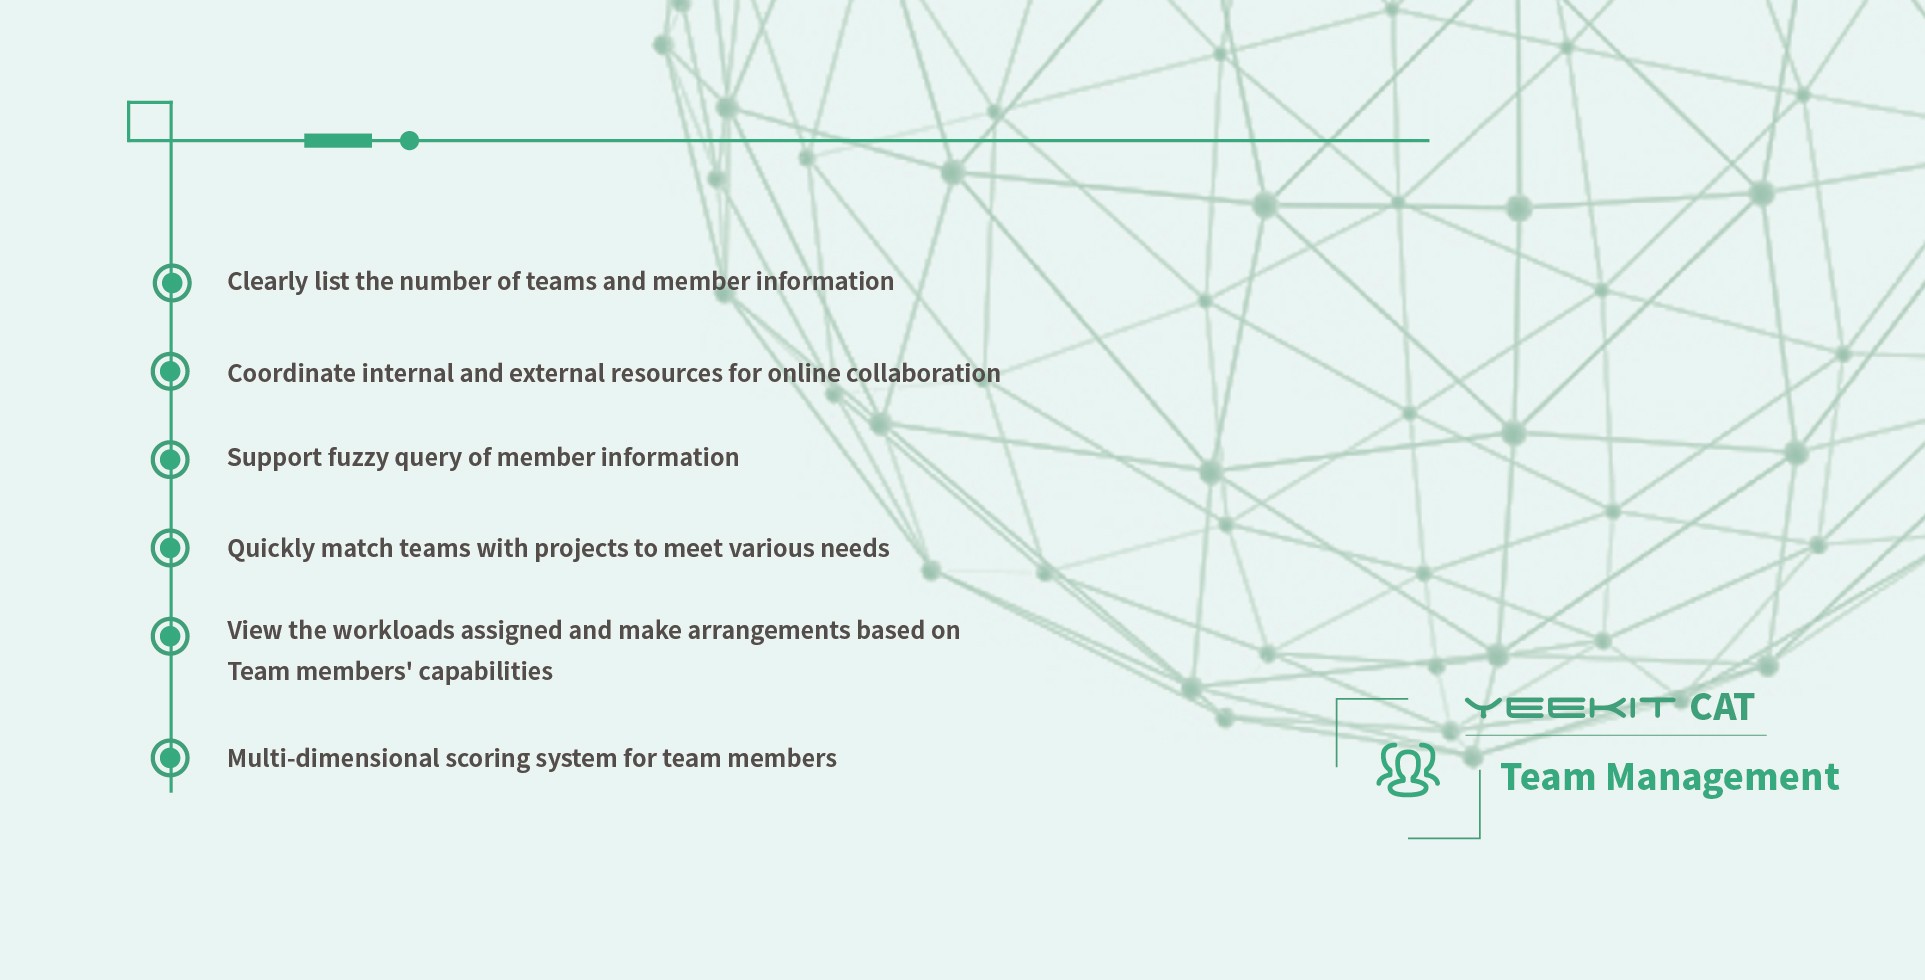 Clearly list the number of teams and member information
Coordinate internal and external resources for online collaboration
Support fuzzy query of member information
Quickly match teams with projects to meet various needs
View the workloads assigned and make arrangements based on
Team members' capabilities
Multi-dimensional scoring system for team members
YEEKIT CAT
Team Management